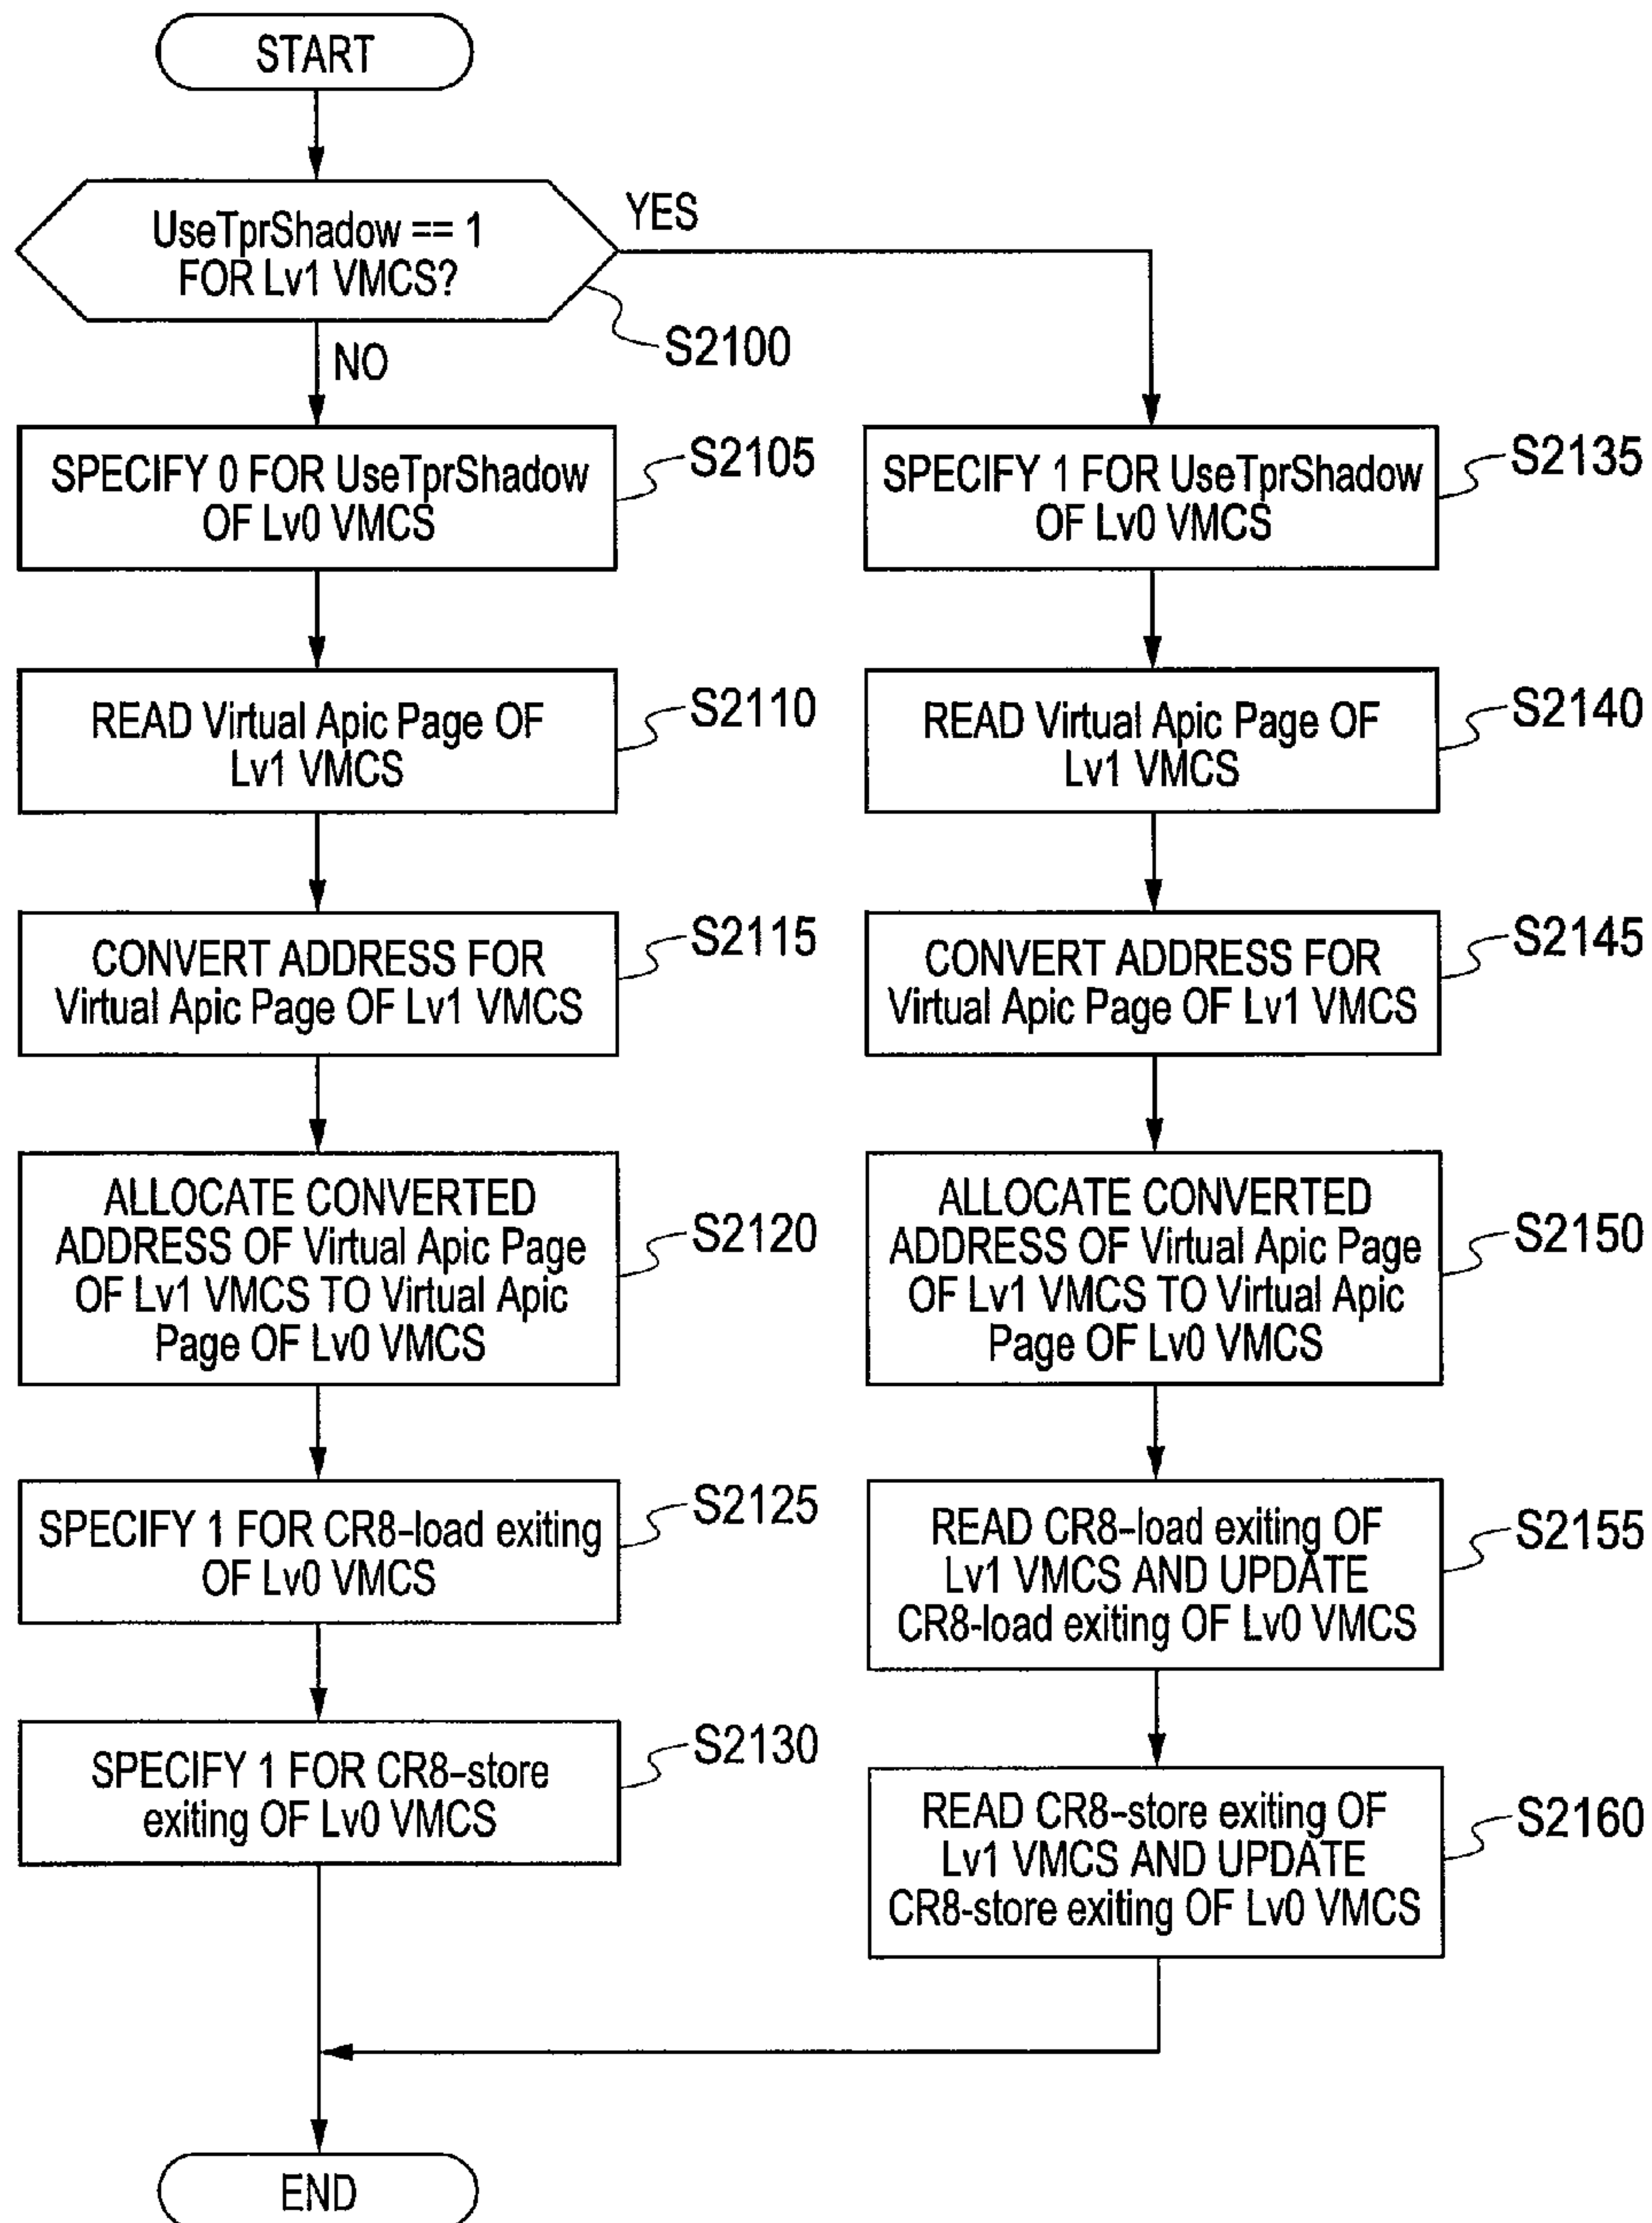 START
UseTprShadow == 1
FOR Lv1 VMCS?
YES
S2100
NO
SPECIFY 0 FOR UseTprShadow
OF Lv0 VMCS
S2105
READ Virtual Apic Page OF
Lv1 VMCS
S2110
CONVERT ADDRESS FOR
Virtual Apic Page OF Lv1 VMCS
S2115
ALLOCATE CONVERTED
ADDRESS OF Virtual Apic Page
OF Lv1 VMCS TO Virtual Apic
Page OF Lv0 VMCS
S2120
SPECIFY 1 FOR CR8-load exiting
OF Lv0 VMCS
S2125
SPECIFY 1 FOR CR8-store
exiting OF Lv0 VMCS
S2130
SPECIFY 1 FOR UseTprShadow
OF Lv0 VMCS
S2135
READ Virtual Apic Page OF
Lv1 VMCS
S2140
CONVERT ADDRESS FOR
Virtual Apic Page OF Lv1 VMCS
S2145
ALLOCATE CONVERTED
ADDRESS OF Virtual Apic Page
OF Lv1 VMCS TO Virtual Apic
Page OF Lv0 VMCS
S2150
READ CR8-load exiting OF
Lv1 VMCS AND UPDATE
CR8-load exiting OF Lv0 VMCS
S2155
READ CR8-store exiting OF
Lv1 VMCS AND UPDATE
CR8-store exiting OF Lv0 VMCS
S2160
END